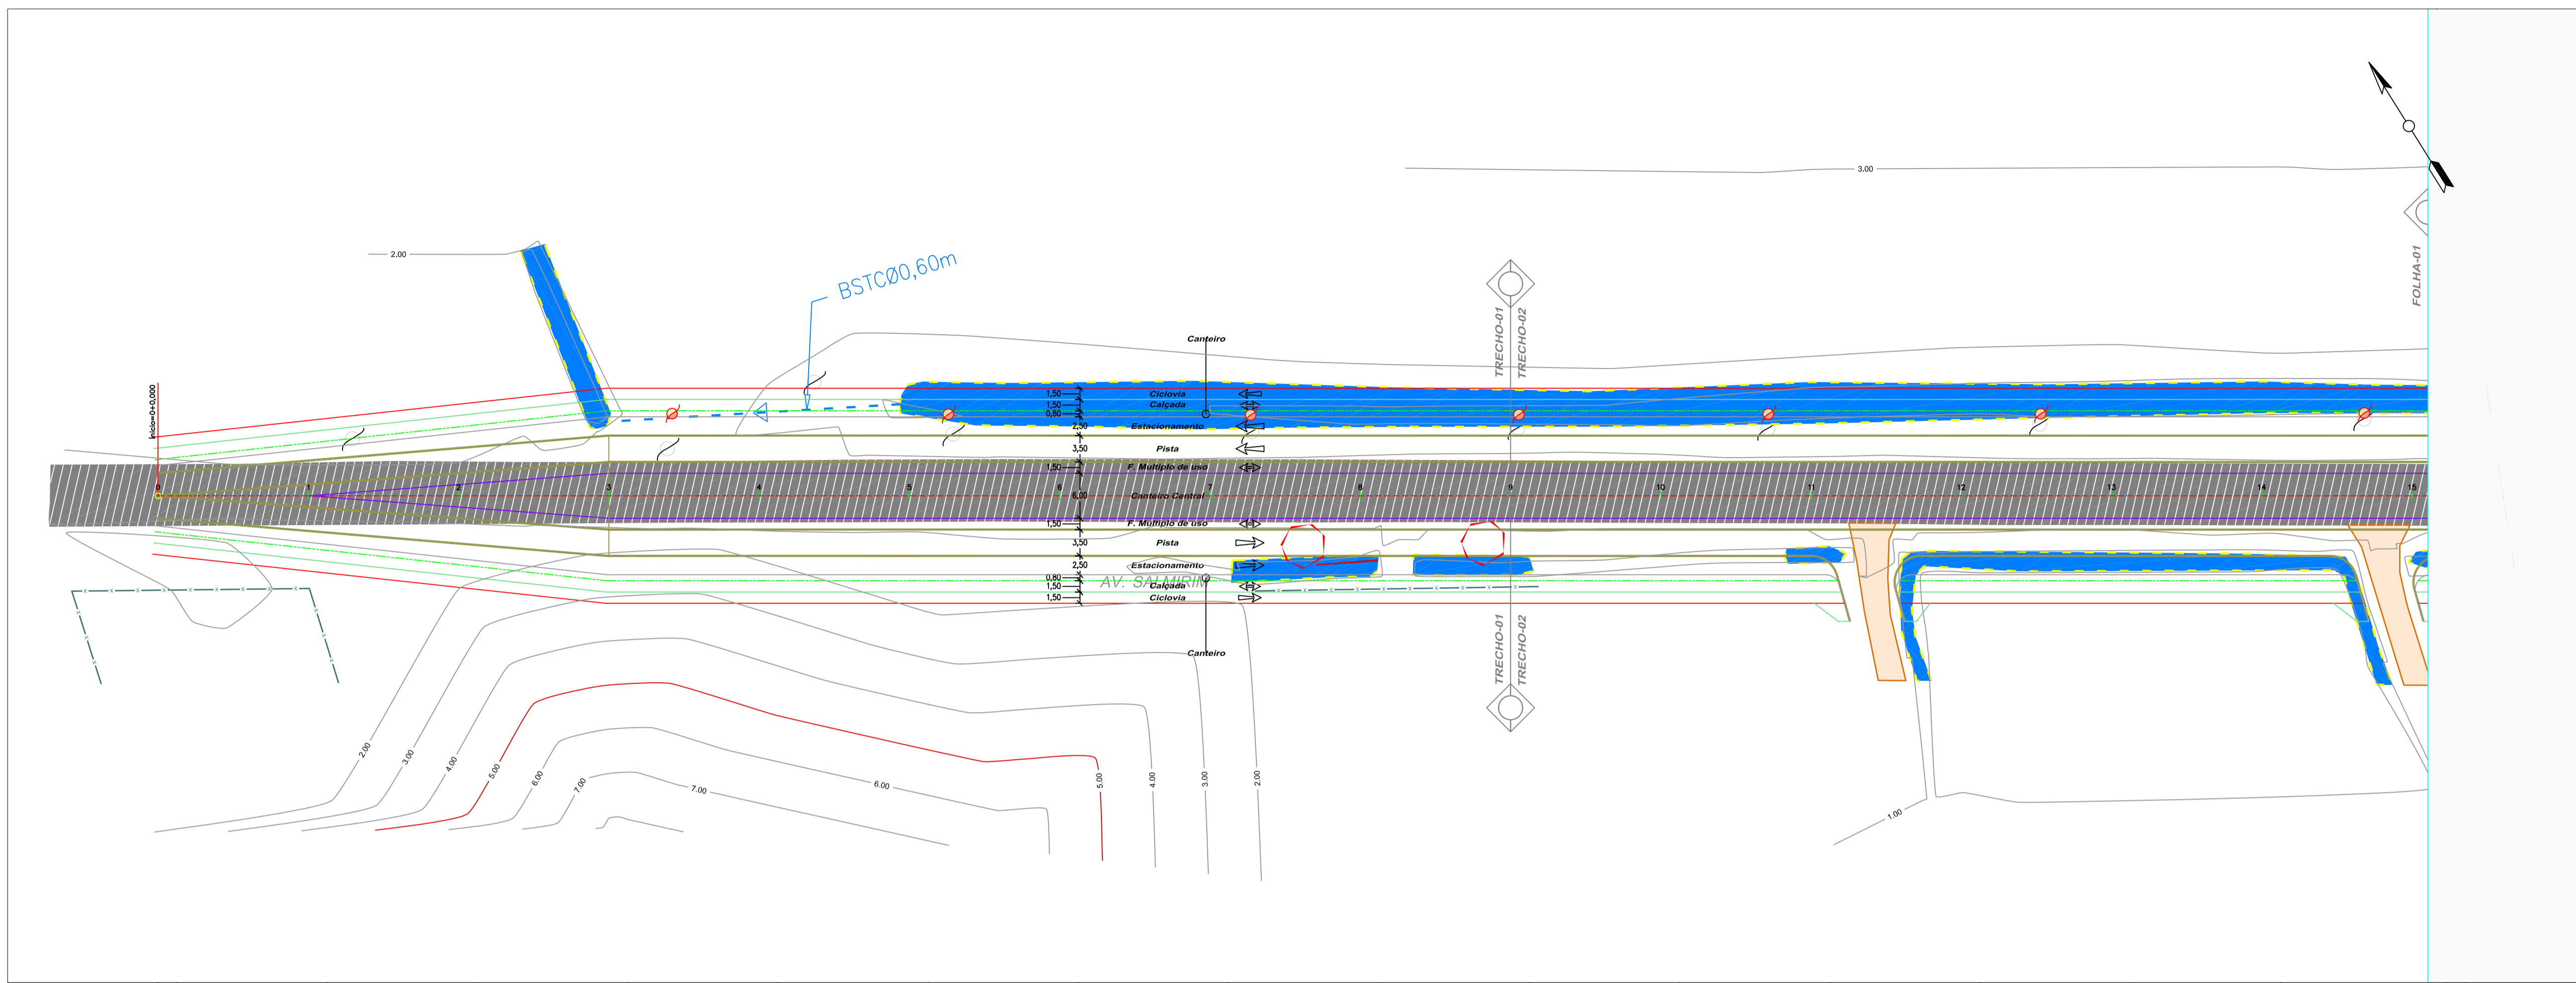 3.00
2.00
BSTCØ0,60m
FOLHA-01
TRECHO-01
TRECHO-02
Canteiro
Início=0+0,000
1,50 Ciclovia
1,50 Calçada
0,80
2,50 Estacionamento
3,50 Pista
1,50 F. Multiplo de uso
0 1 2 3 4 5 6 7 8 9 10 11 12 13 14 15
6,00 Canteiro Central
1,50 F. Multiplo de uso
3,50 Pista
2,50 Estacionamento
0,80
AV. SALMIRIM
1,50 Calçada
1,50 Ciclovia
Canteiro
TRECHO-01
TRECHO-02
2.00
3.00
4.00
5.00
6.00
7.00
7.00
6.00
5.00
4.00
3.00
2.00
1.00